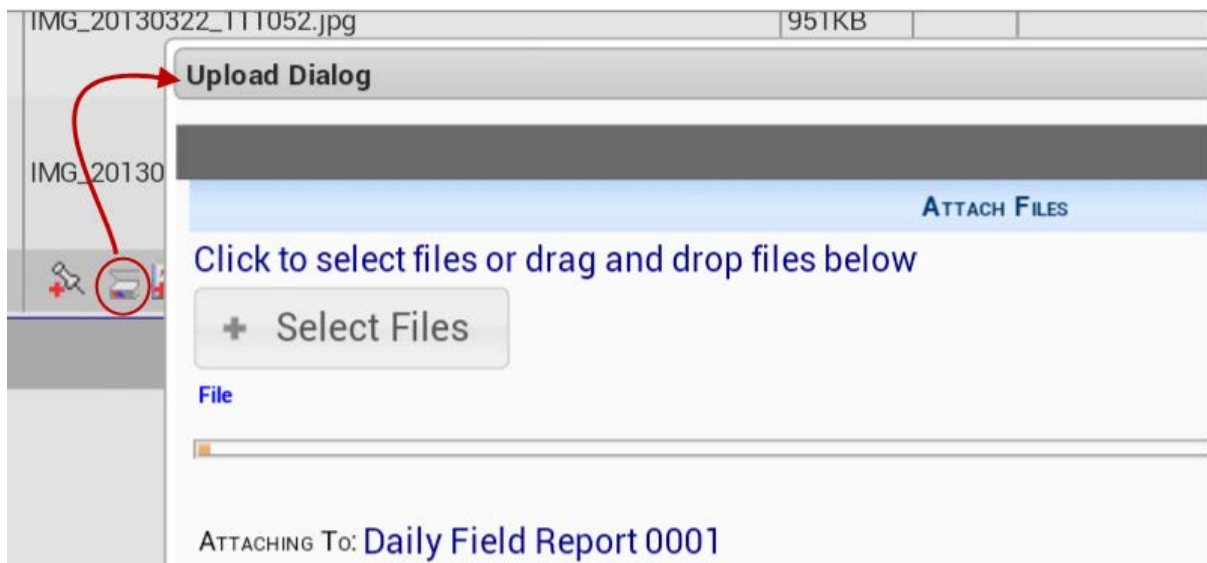 IMG_20130322_111052.jpg 951KB
Upload Dialog
IMG_20130
ATTACH FILES
Click to select files or drag and drop files below
Select Files
File
ATTACHING TO: Daily Field Report 0001